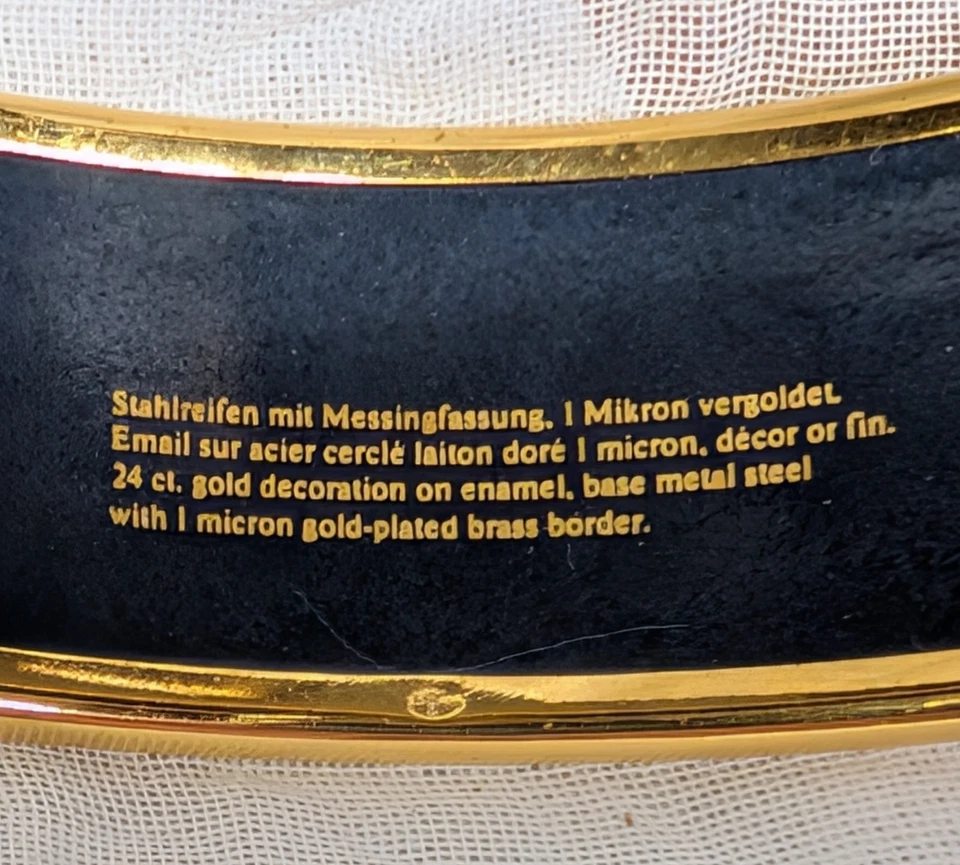 Stahlreifen mit Messingfassung, 1 Mikron vergoldet.
Email sur acier cerclé laiton doré 1 micron, décor or fin.
24 ct. gold decoration on enamel, base metal steel
with 1 micron gold-plated brass border.